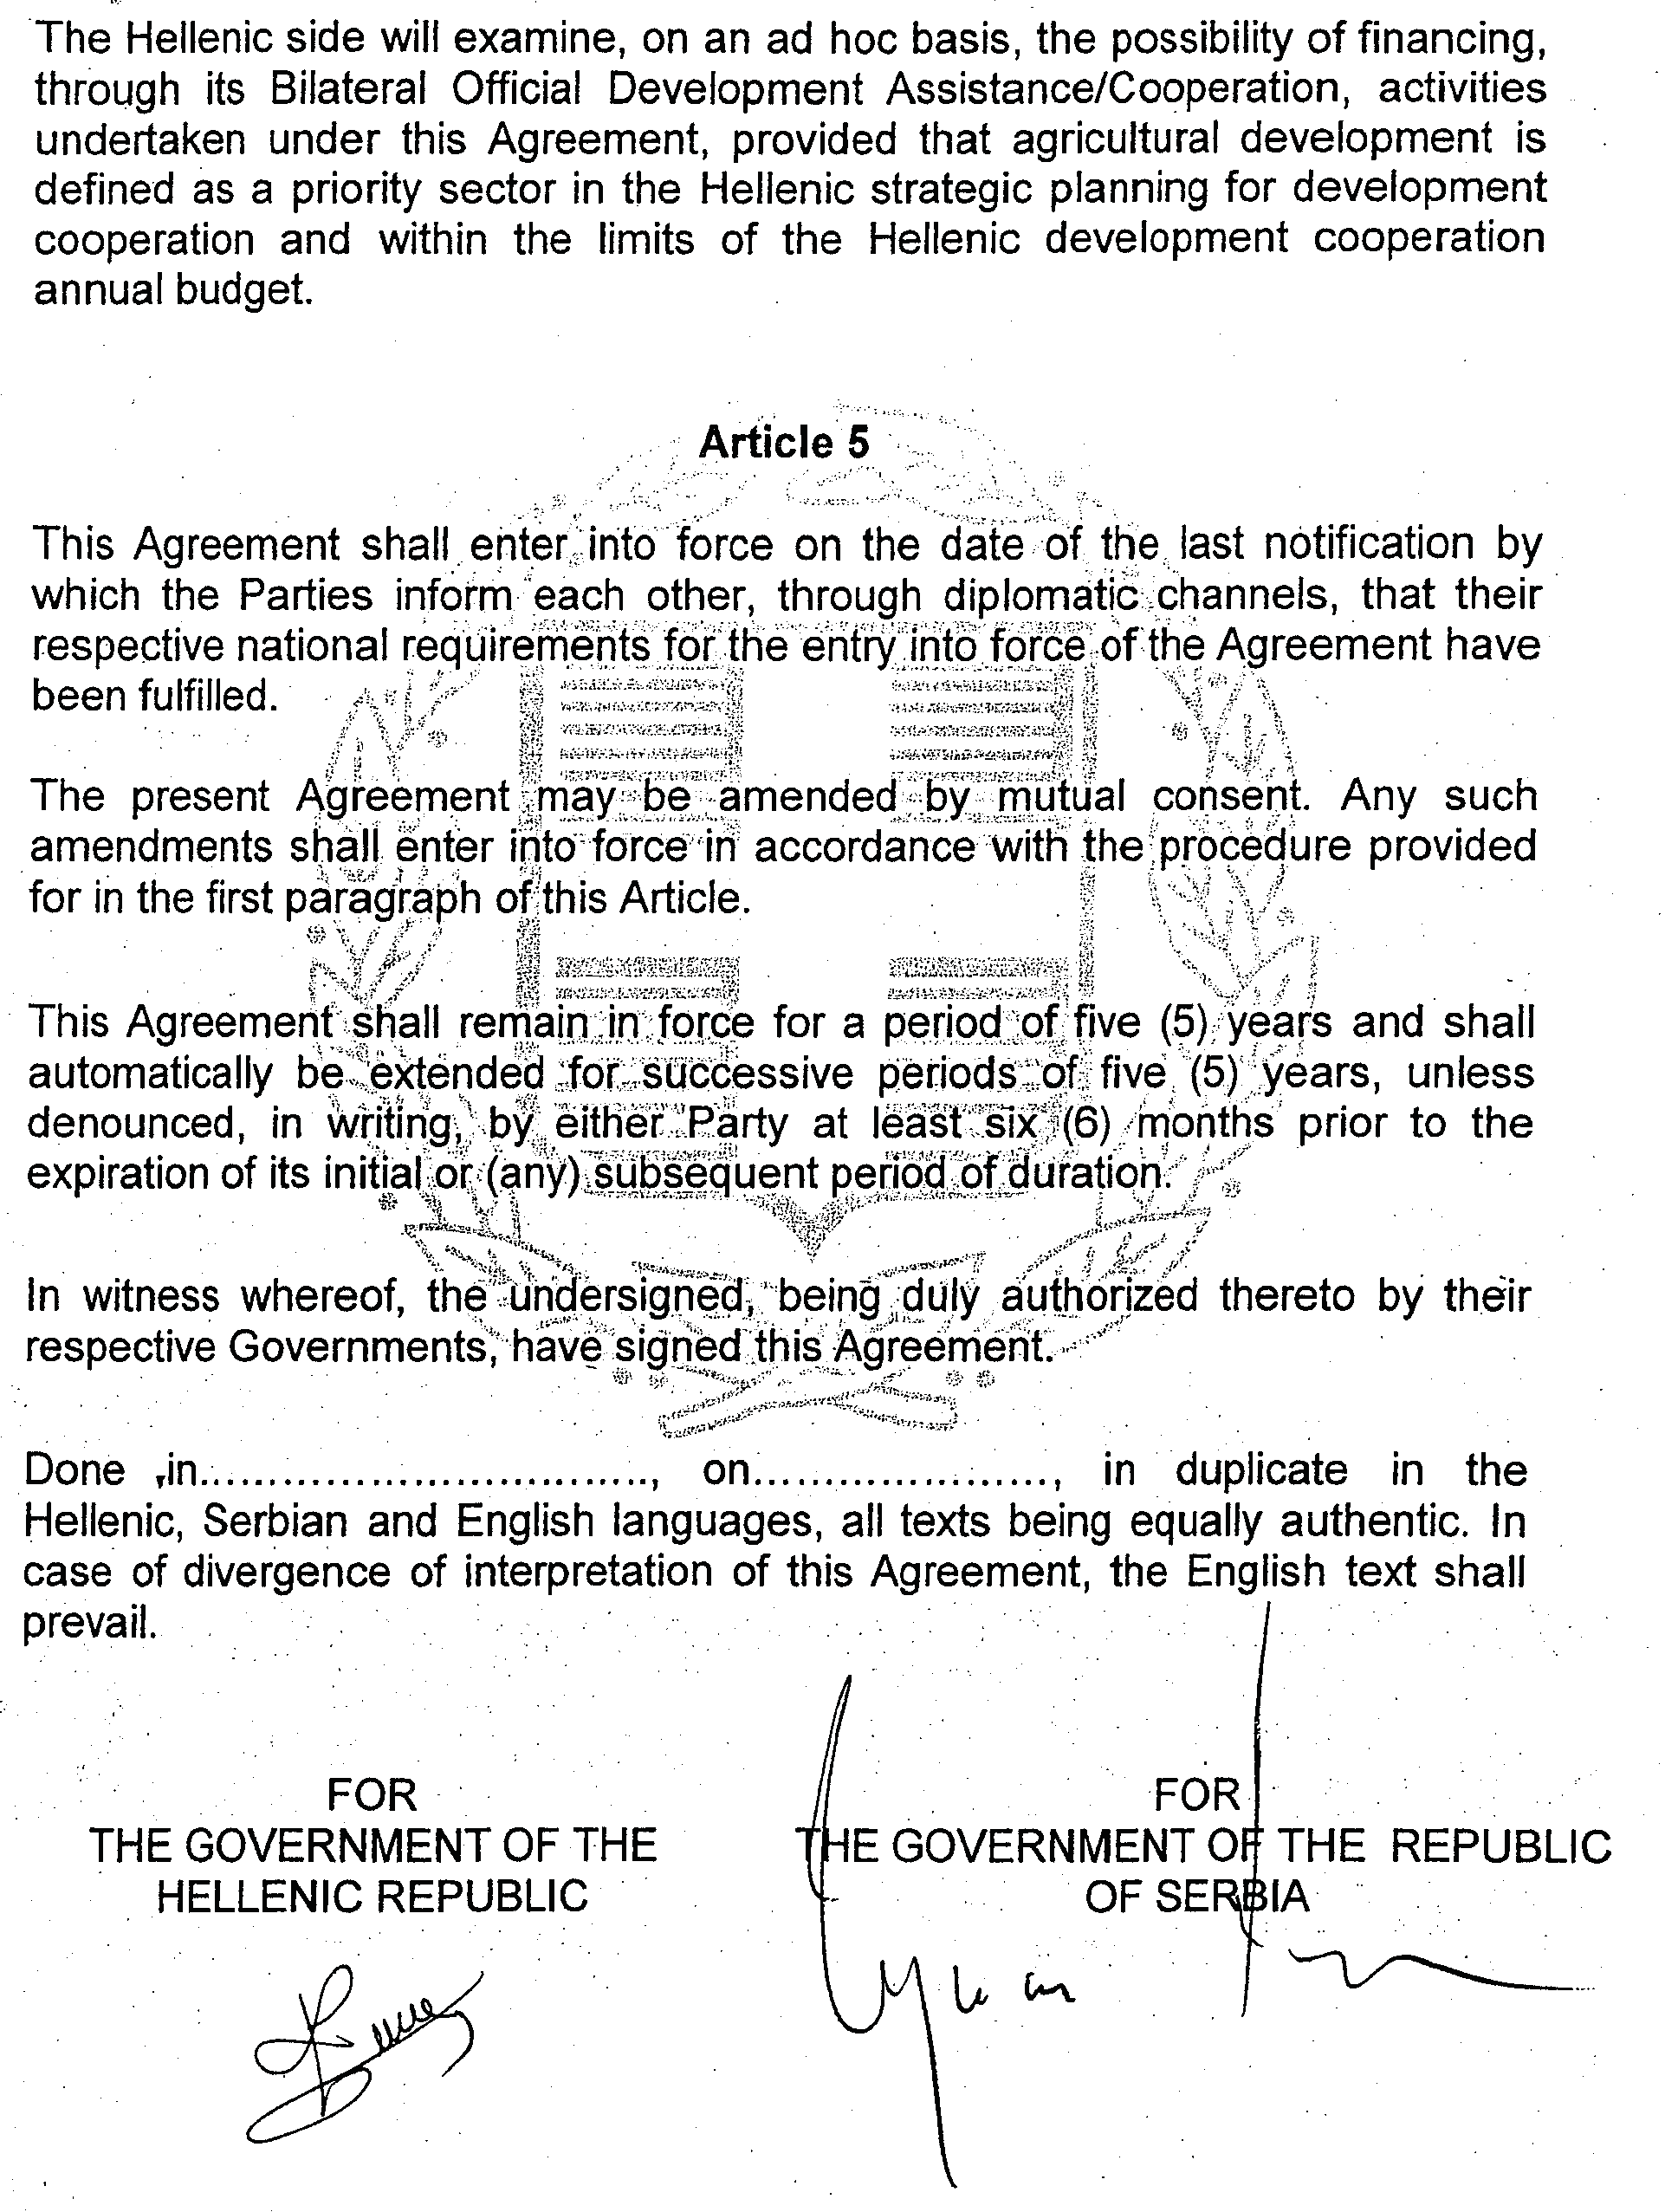 The Hellenic side will examine, on an ad hoc basis, the possibility of financing,
through its Bilateral Official Development Assistance/Cooperation, activities
undertaken under this Agreement, provided that agricultural development is
defined as a priority sector in the Hellenic strategic planning for development
cooperation and within the limits of the Hellenic development cooperation
annual budget.
Article 5
This Agreement shall enter into force on the date of the last notification by
which the Parties inform each other, through diplomatic channels, that their
respective national requirements for the entry into force of the Agreement have
been fulfilled.
The present Agreement may be amended by mutual consent. Any such
amendments shall enter into force in accordance with the procedure provided
for in the first paragraph of this Article.
This Agreement shall remain in force for a period of five (5) years and shall
automatically be extended for successive periods of five (5) years, unless
denounced, in writing, by either Party at least six (6) months prior to the
expiration of its initial or (any) subsequent period of duration.
In witness whereof, the undersigned, being duly authorized thereto by their
respective Governments, have signed this Agreement.
Done in................................, on......................, in duplicate in the
Hellenic, Serbian and English languages, all texts being equally authentic. In
case of divergence of interpretation of this Agreement, the English text shall
prevail.
FOR
THE GOVERNMENT OF THE
HELLENIC REPUBLIC
FOR
THE GOVERNMENT OF THE REPUBLIC
OF SERBIA